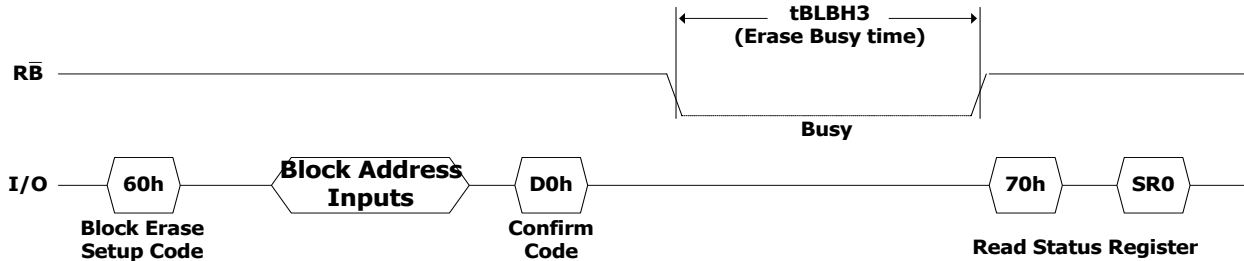 tBLBH3
(Erase Busy time)
RB̅
Busy
I/O
60h
Block Address
Inputs
D0h
70h
SR0
Block Erase
Setup Code
Confirm
Code
Read Status Register